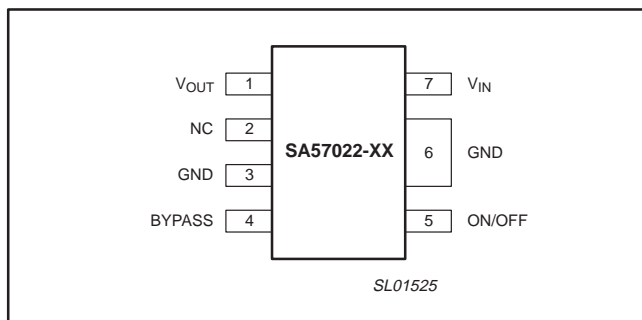 VOUT 1 7 VIN
NC 2
SA57022-XX 6 GND
GND 3
BYPASS 4 5 ON/OFF
SL01525